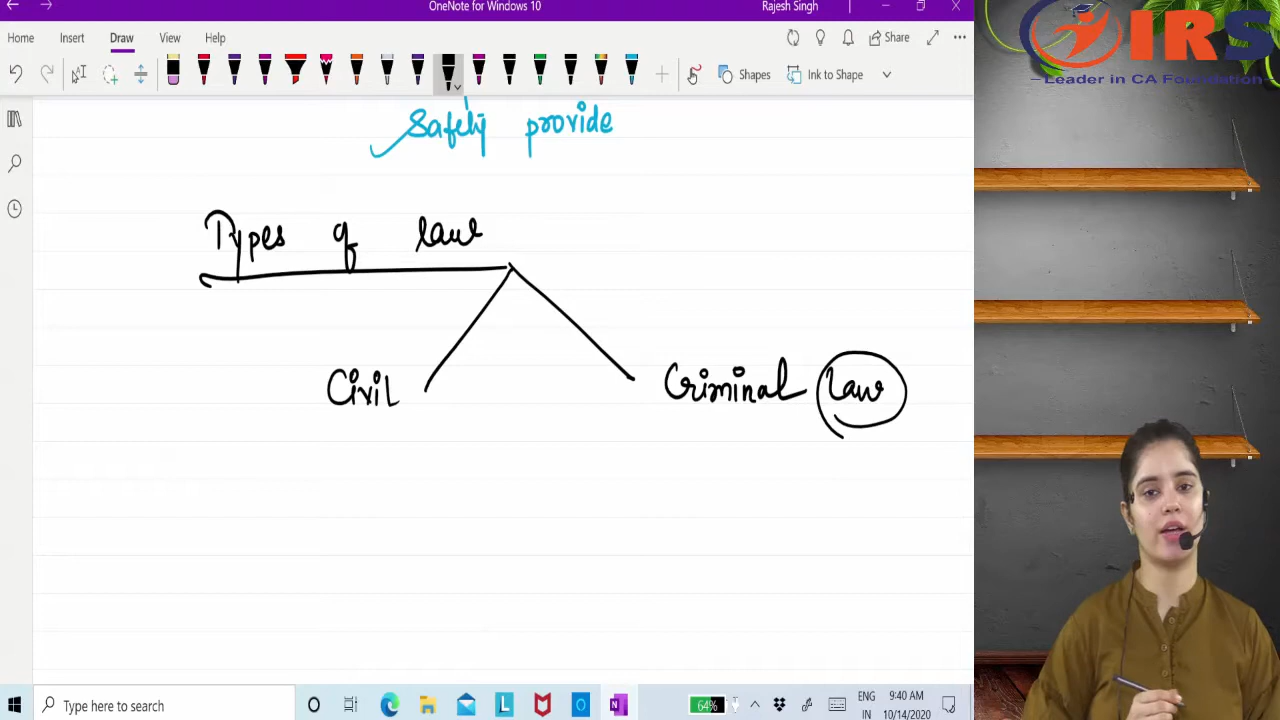 OneNote for Windows 10
Rajesh Singh
IRS
Leader in CA Foundation
Home Insert Draw View Help
Share
Shapes
Ink to Shape
Safety provide
Types of law
Civil
Criminal law
Type here to search
64%
ENG
IN
9:40 AM
10/14/2020